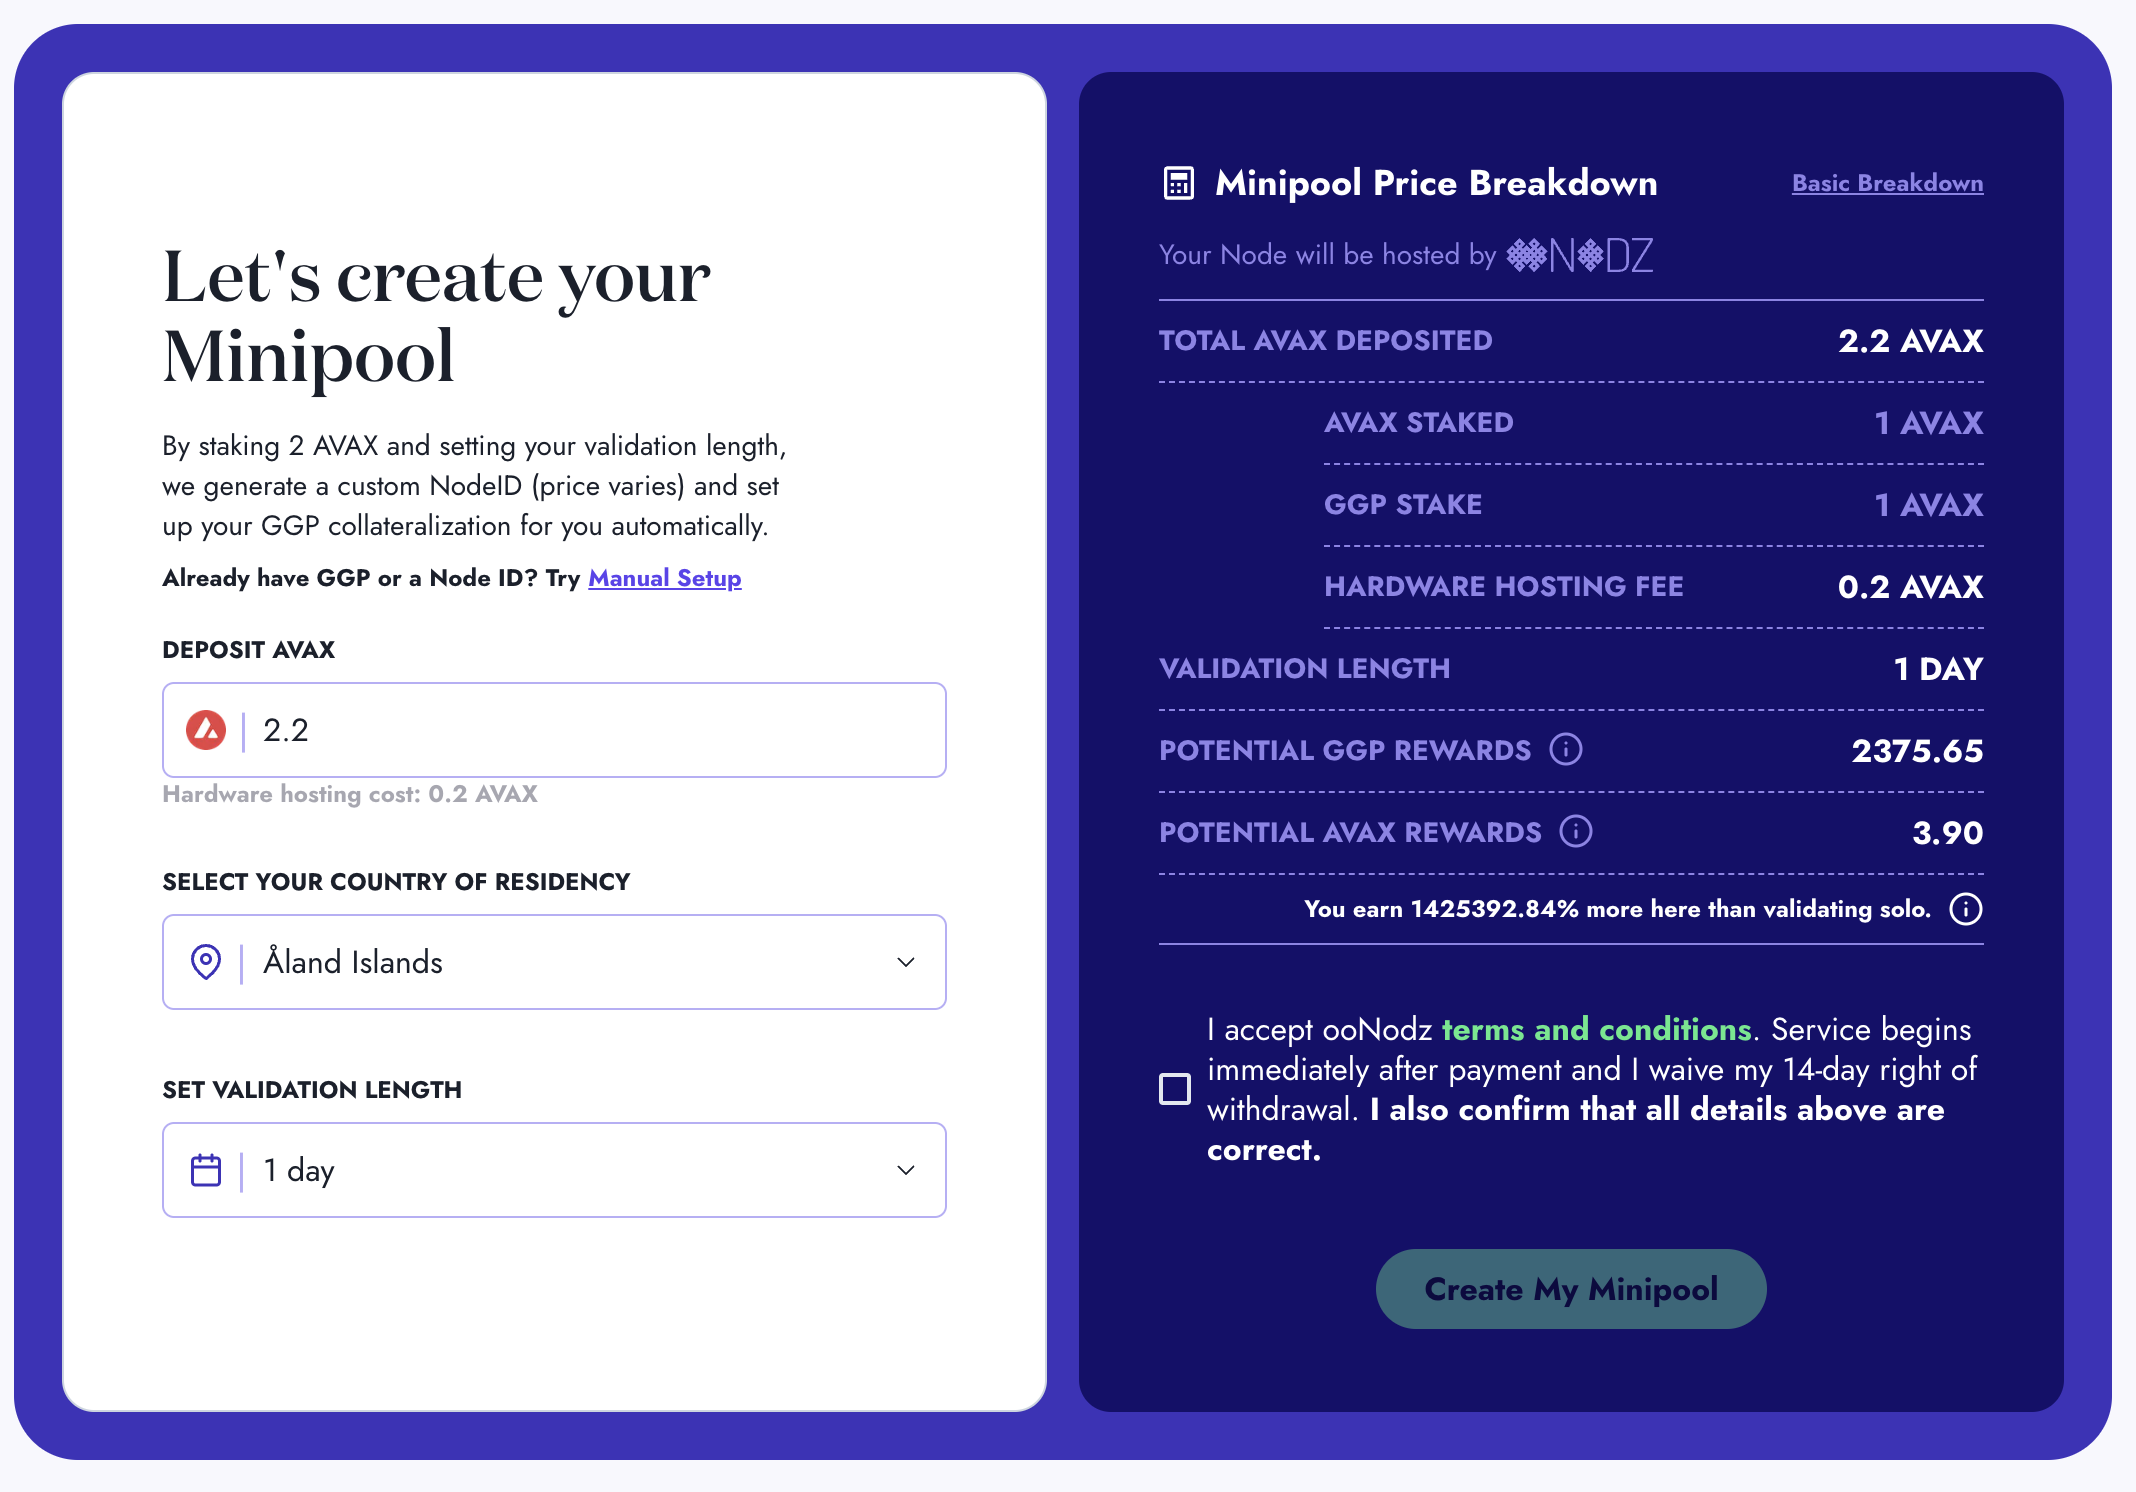 Let's create your
Minipool
By staking 2 AVAX and setting your validation length,
we generate a custom NodeID (price varies) and set
up your GGP collateralization for you automatically.
Already have GGP or a Node ID? Try Manual Setup
DEPOSIT AVAX
2.2
Hardware hosting cost: 0.2 AVAX
SELECT YOUR COUNTRY OF RESIDENCY
Åland Islands
SET VALIDATION LENGTH
1 day
Minipool Price Breakdown
Basic Breakdown
Your Node will be hosted by ooNoDZ
TOTAL AVAX DEPOSITED 2.2 AVAX
AVAX STAKED 1 AVAX
GGP STAKE 1 AVAX
HARDWARE HOSTING FEE 0.2 AVAX
VALIDATION LENGTH 1 DAY
POTENTIAL GGP REWARDS 2375.65
POTENTIAL AVAX REWARDS 3.90
You earn 1425392.84% more here than validating solo.
I accept ooNodz terms and conditions. Service begins
immediately after payment and I waive my 14-day right of
withdrawal. I also confirm that all details above are
correct.
Create My Minipool